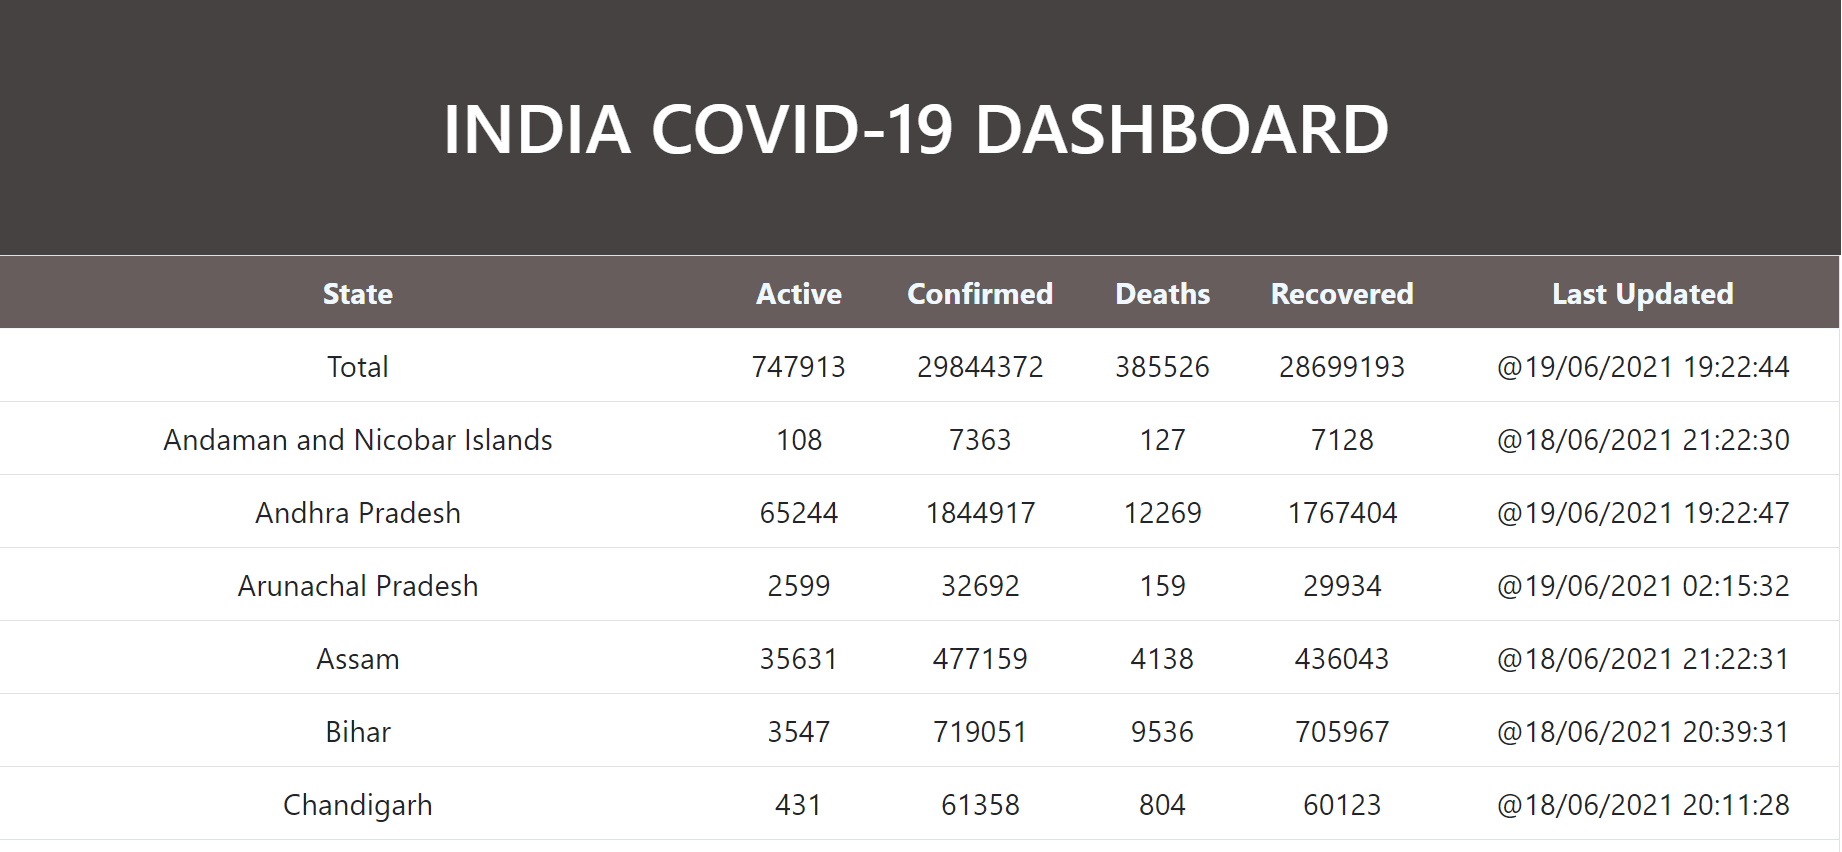 INDIA COVID-19 DASHBOARD
State Active Confirmed Deaths Recovered Last Updated
Total 747913 29844372 385526 28699193 @19/06/2021 19:22:44
Andaman and Nicobar Islands 108 7363 127 7128 @18/06/2021 21:22:30
Andhra Pradesh 65244 1844917 12269 1767404 @19/06/2021 19:22:47
Arunachal Pradesh 2599 32692 159 29934 @19/06/2021 02:15:32
Assam 35631 477159 4138 436043 @18/06/2021 21:22:31
Bihar 3547 719051 9536 705967 @18/06/2021 20:39:31
Chandigarh 431 61358 804 60123 @18/06/2021 20:11:28